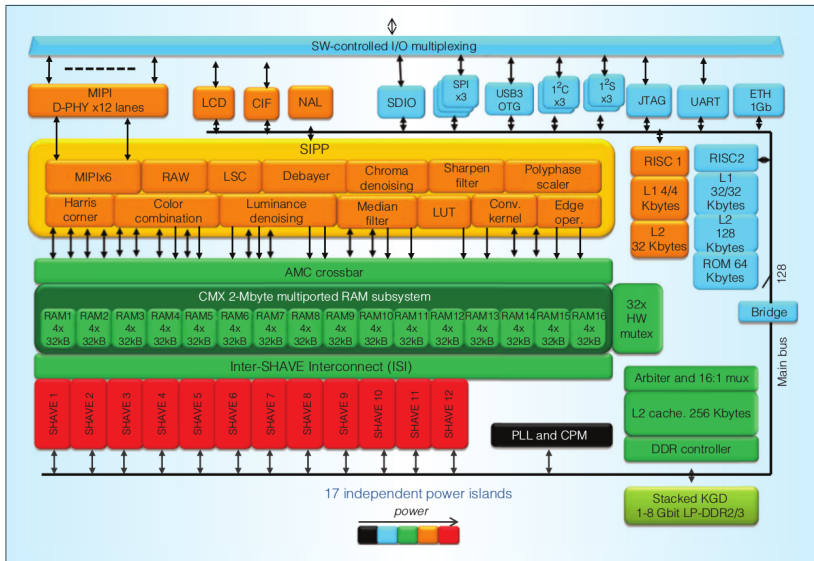 SW-controlled I/O multiplexing
MIPI
D-PHY x12 lanes
LCD
CIF
NAL
SDIO
SPI
x3
USB3
OTG
1²C
x3
1²S
x3
JTAG
UART
ETH
1Gb
SIPP
MIPIx6
RAW
LSC
Debayer
Chroma
denoising
Sharpen
filter
Polyphase
scaler
Harris
corner
Color
combination
Luminance
denoising
Median
filter
LUT
Conv.
kernel
Edge
oper.
RISC 1
L1 4/4
Kbytes
L2
32 Kbytes
RISC2
L1
32/32
Kbytes
L2
128
Kbytes
ROM 64
Kbytes
128
Bridge
Main bus
AMC crossbar
CMX 2-Mbyte multiported RAM subsystem
RAM1
4x
32kB
RAM2
4x
32kB
RAM3
4x
32kB
RAM4
4x
32kB
RAM5
4x
32kB
RAM6
4x
32kB
RAM7
4x
32kB
RAM8
4x
32kB
RAM9
4x
32kB
RAM10
4x
32kB
RAM11
4x
32kB
RAM12
4x
32kB
RAM13
4x
32kB
RAM14
4x
32kB
RAM15
4x
32kB
RAM16
4x
32kB
32x
HW
mutex
Inter-SHAVE Interconnect (ISI)
SHAVE 1
SHAVE 2
SHAVE 3
SHAVE 4
SHAVE 5
SHAVE 6
SHAVE 7
SHAVE 8
SHAVE 9
SHAVE 10
SHAVE 11
SHAVE 12
PLL and CPM
Arbiter and 16:1 mux
L2 cache. 256 Kbytes
DDR controller
Stacked KGD
1-8 Gbit LP-DDR2/3
17 independent power islands
power